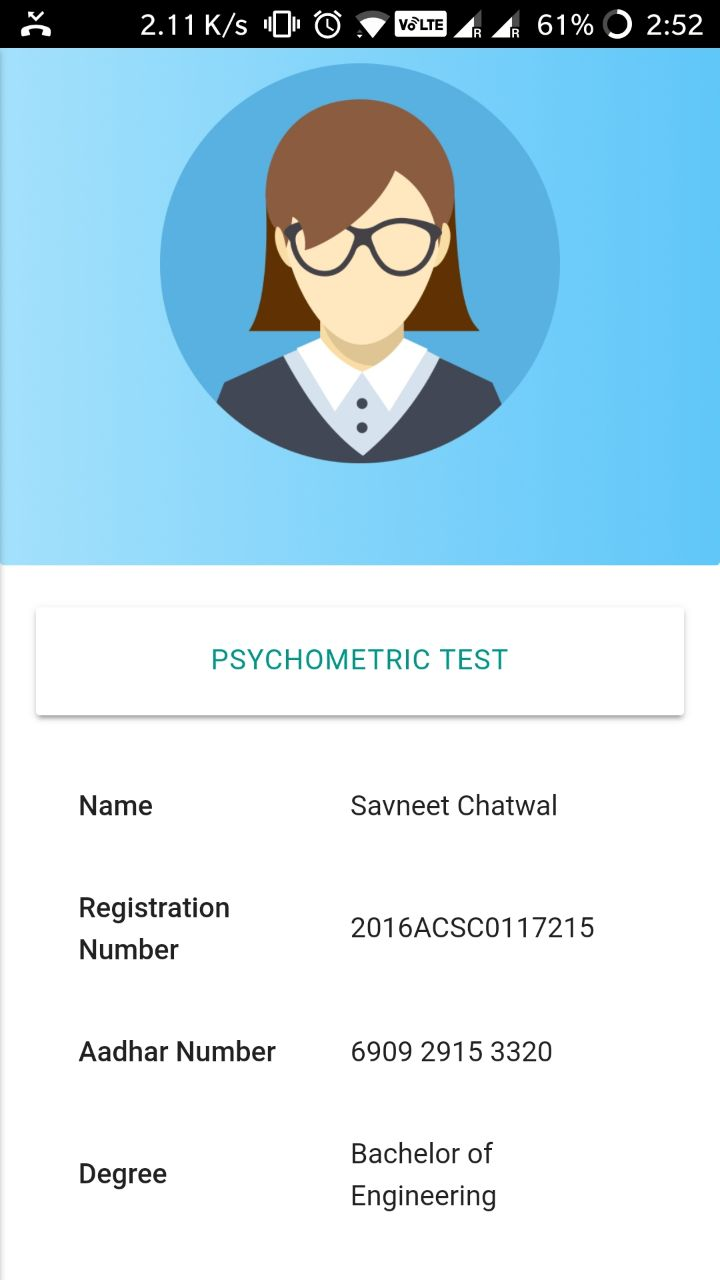 2.11 K/s VoLTE R R 61% 2:52
PSYCHOMETRIC TEST
Name Savneet Chatwal
Registration
Number 2016ACSC0117215
Aadhar Number 6909 2915 3320
Degree Bachelor of
Engineering